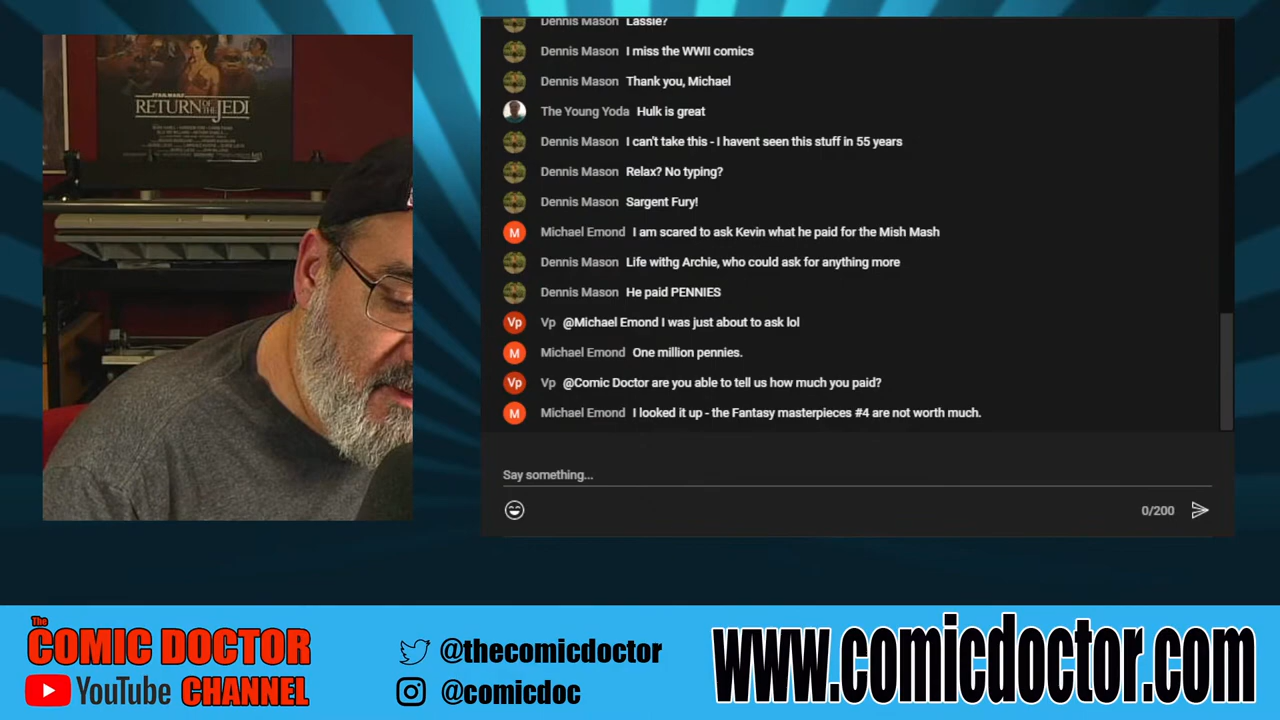 STAR WARS
RETURN OF THE JEDI
Dennis Mason Lassie?
Dennis Mason I miss the WWII comics
Dennis Mason Thank you, Michael
The Young Yoda Hulk is great
Dennis Mason I can't take this - I havent seen this stuff in 55 years
Dennis Mason Relax? No typing?
Dennis Mason Sargent Fury!
M Michael Emond I am scared to ask Kevin what he paid for the Mish Mash
Dennis Mason Life withg Archie, who could ask for anything more
Dennis Mason He paid PENNIES
Vp Vp @Michael Emond I was just about to ask lol
M Michael Emond One million pennies.
Vp Vp @Comic Doctor are you able to tell us how much you paid?
M Michael Emond I looked it up - the Fantasy masterpieces #4 are not worth much.
Say something...
0/200
The
COMIC DOCTOR
YouTube CHANNEL
@thecomicdoctor
@comicdoc
www.comicdoctor.com